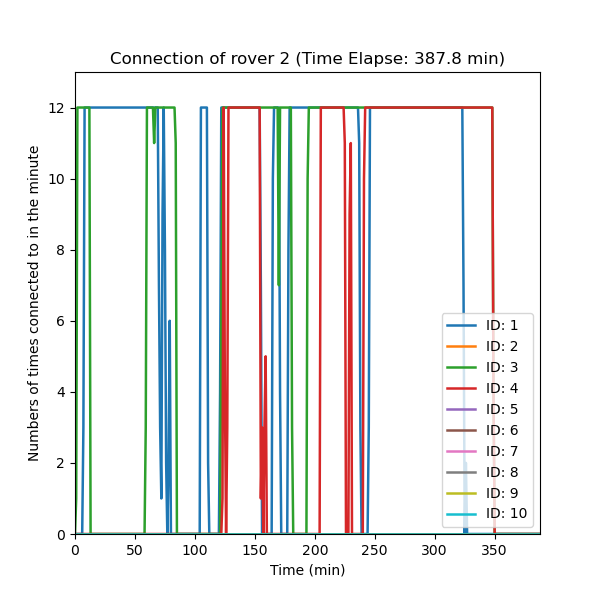 Connection of rover 2 (Time Elapse: 387.8 min)
Numbers of times connected to in the minute
12
10
8
6
4
2
0
ID: 1
ID: 2
ID: 3
ID: 4
ID: 5
ID: 6
ID: 7
ID: 8
ID: 9
ID: 10
0 50 100 150 200 250 300 350
Time (min)